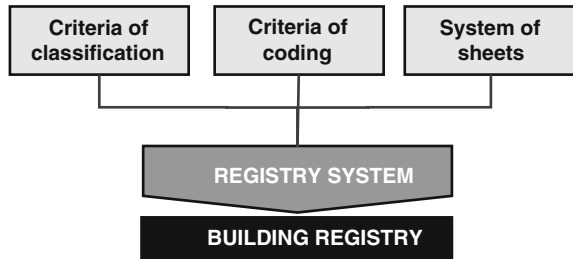 Criteria of
classification
Criteria of
coding
System of
sheets
REGISTRY SYSTEM
BUILDING REGISTRY